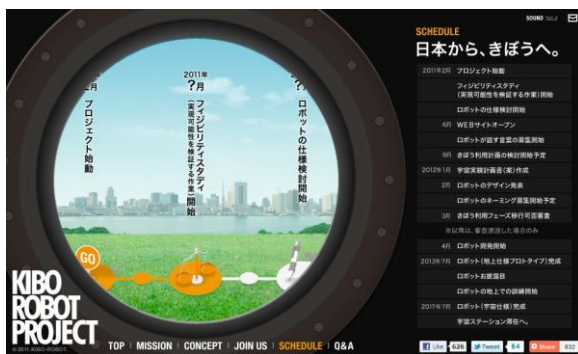 SOUND
SCHEDULE
日本から、きぼうへ。
2011年2月 プロジェクト始動
フィジビリティスタディ
(実現可能性を検証する作業)開始
ロボットの仕様検討開始
6月 WEBサイトオープン
ロボットが話す言葉の募集開始
きぼう利用計画の検討開始予定
2012年1月 宇宙実験計画書(案)作成
2月 ロボットのデザイン発表
ロボットのネーミング募集開始予定
3月 きぼう利用フェーズ移行可否審査
※以降は、審査通過した場合のみ
4月 ロボット開発開始
2013年?月 ロボット(地上仕様プロトタイプ)完成
ロボットお披露目
ロボットの地上での訓練開始
201?年?月 ロボット(宇宙仕様)完成
宇宙ステーション滞在へ。
月
プロジェクト始動
2011年
?月
フィジビリティスタディ
(実現可能性を検証する作業)開始
?月
ロボットの仕様検討開始
GO
KIBO
ROBOT
PROJECT
© 2011 KIBO-ROBOT.
TOP MISSION CONCEPT JOIN US SCHEDULE Q&A
Like 626 Tweet 64 Share 832